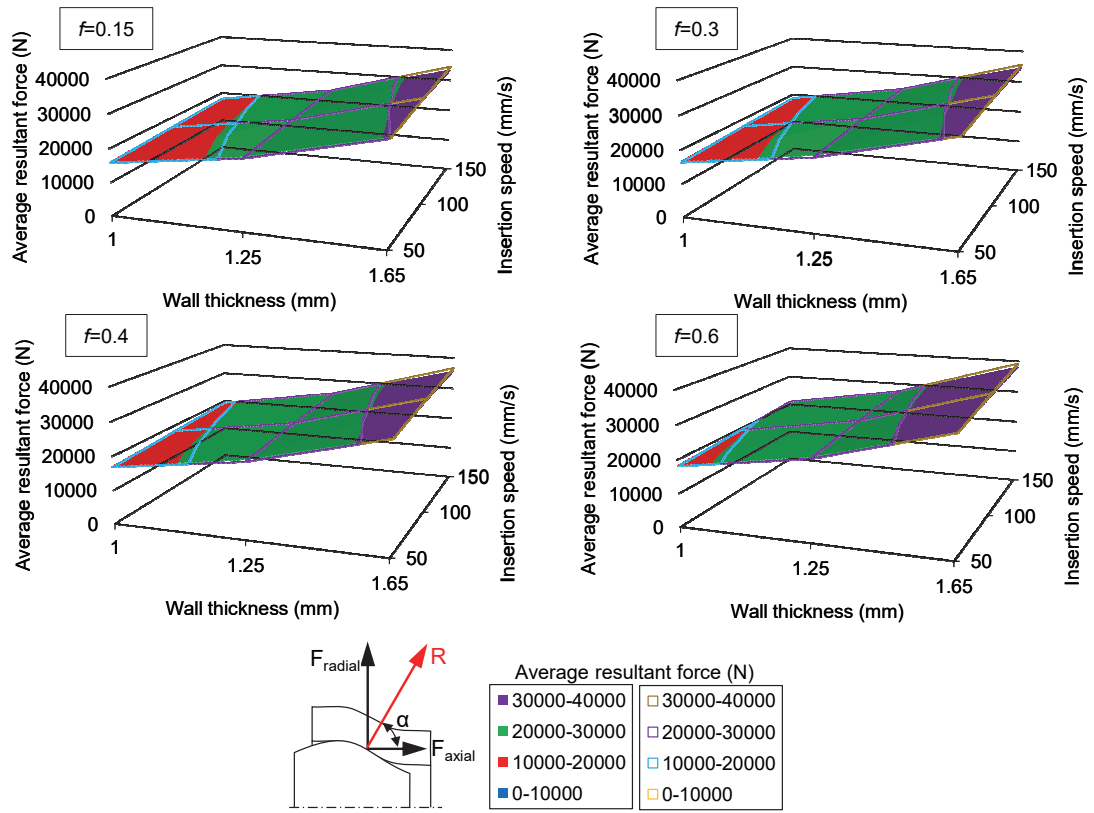 f=0.15
Average resultant force (N)
40000
30000
20000
10000
0
1
1.25
1.65
Wall thickness (mm)
50
100
150
Insertion speed (mm/s)
f=0.3
Average resultant force (N)
40000
30000
20000
10000
0
1
1.25
1.65
Wall thickness (mm)
50
100
150
Insertion speed (mm/s)
f=0.4
Average resultant force (N)
40000
30000
20000
10000
0
1
1.25
1.65
Wall thickness (mm)
50
100
150
Insertion speed (mm/s)
f=0.6
Average resultant force (N)
40000
30000
20000
10000
0
1
1.25
1.65
Wall thickness (mm)
50
100
150
Insertion speed (mm/s)
Fradial
R
α
Faxial
Average resultant force (N)
30000-40000
20000-30000
10000-20000
0-10000
30000-40000
20000-30000
10000-20000
0-10000